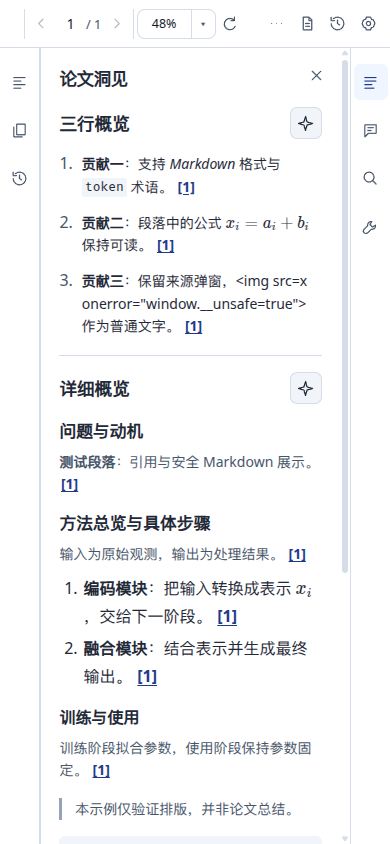 1 / 1
48%
论文洞见
三行概览
1. 贡献一：支持 Markdown 格式与
token 术语。 [1]
2. 贡献二：段落中的公式 xᵢ = aᵢ + bᵢ
保持可读。 [1]
3. 贡献三：保留来源弹窗，<img src=x
onerror="window.__unsafe=true">
作为普通文字。 [1]
详细概览
问题与动机
测试段落：引用与安全 Markdown 展示。
[1]
方法总览与具体步骤
输入为原始观测，输出为处理结果。 [1]
1. 编码模块：把输入转换成表示 xᵢ
，交给下一阶段。 [1]
2. 融合模块：结合表示并生成最终
输出。 [1]
训练与使用
训练阶段拟合参数，使用阶段保持参数固
定。 [1]
本示例仅验证排版，并非论文总结。